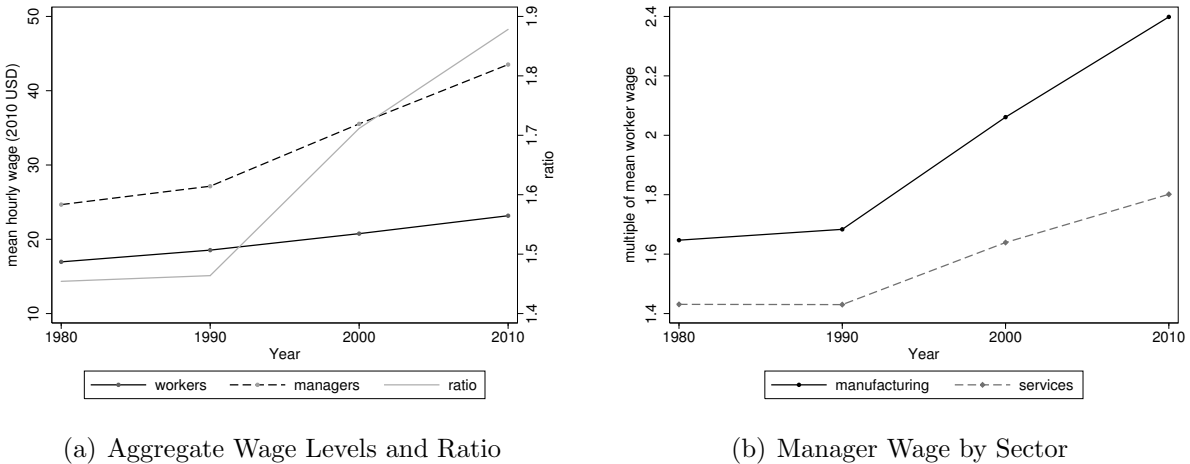 mean hourly wage (2010 USD)
50
40
30
20
10
1.9
1.8
1.7
1.6
1.5
1.4
ratio
1980 1990 2000 2010
Year
workers managers ratio
(a) Aggregate Wage Levels and Ratio
multiple of mean worker wage
2.4
2.2
2
1.8
1.6
1.4
1980 1990 2000 2010
Year
manufacturing services
(b) Manager Wage by Sector